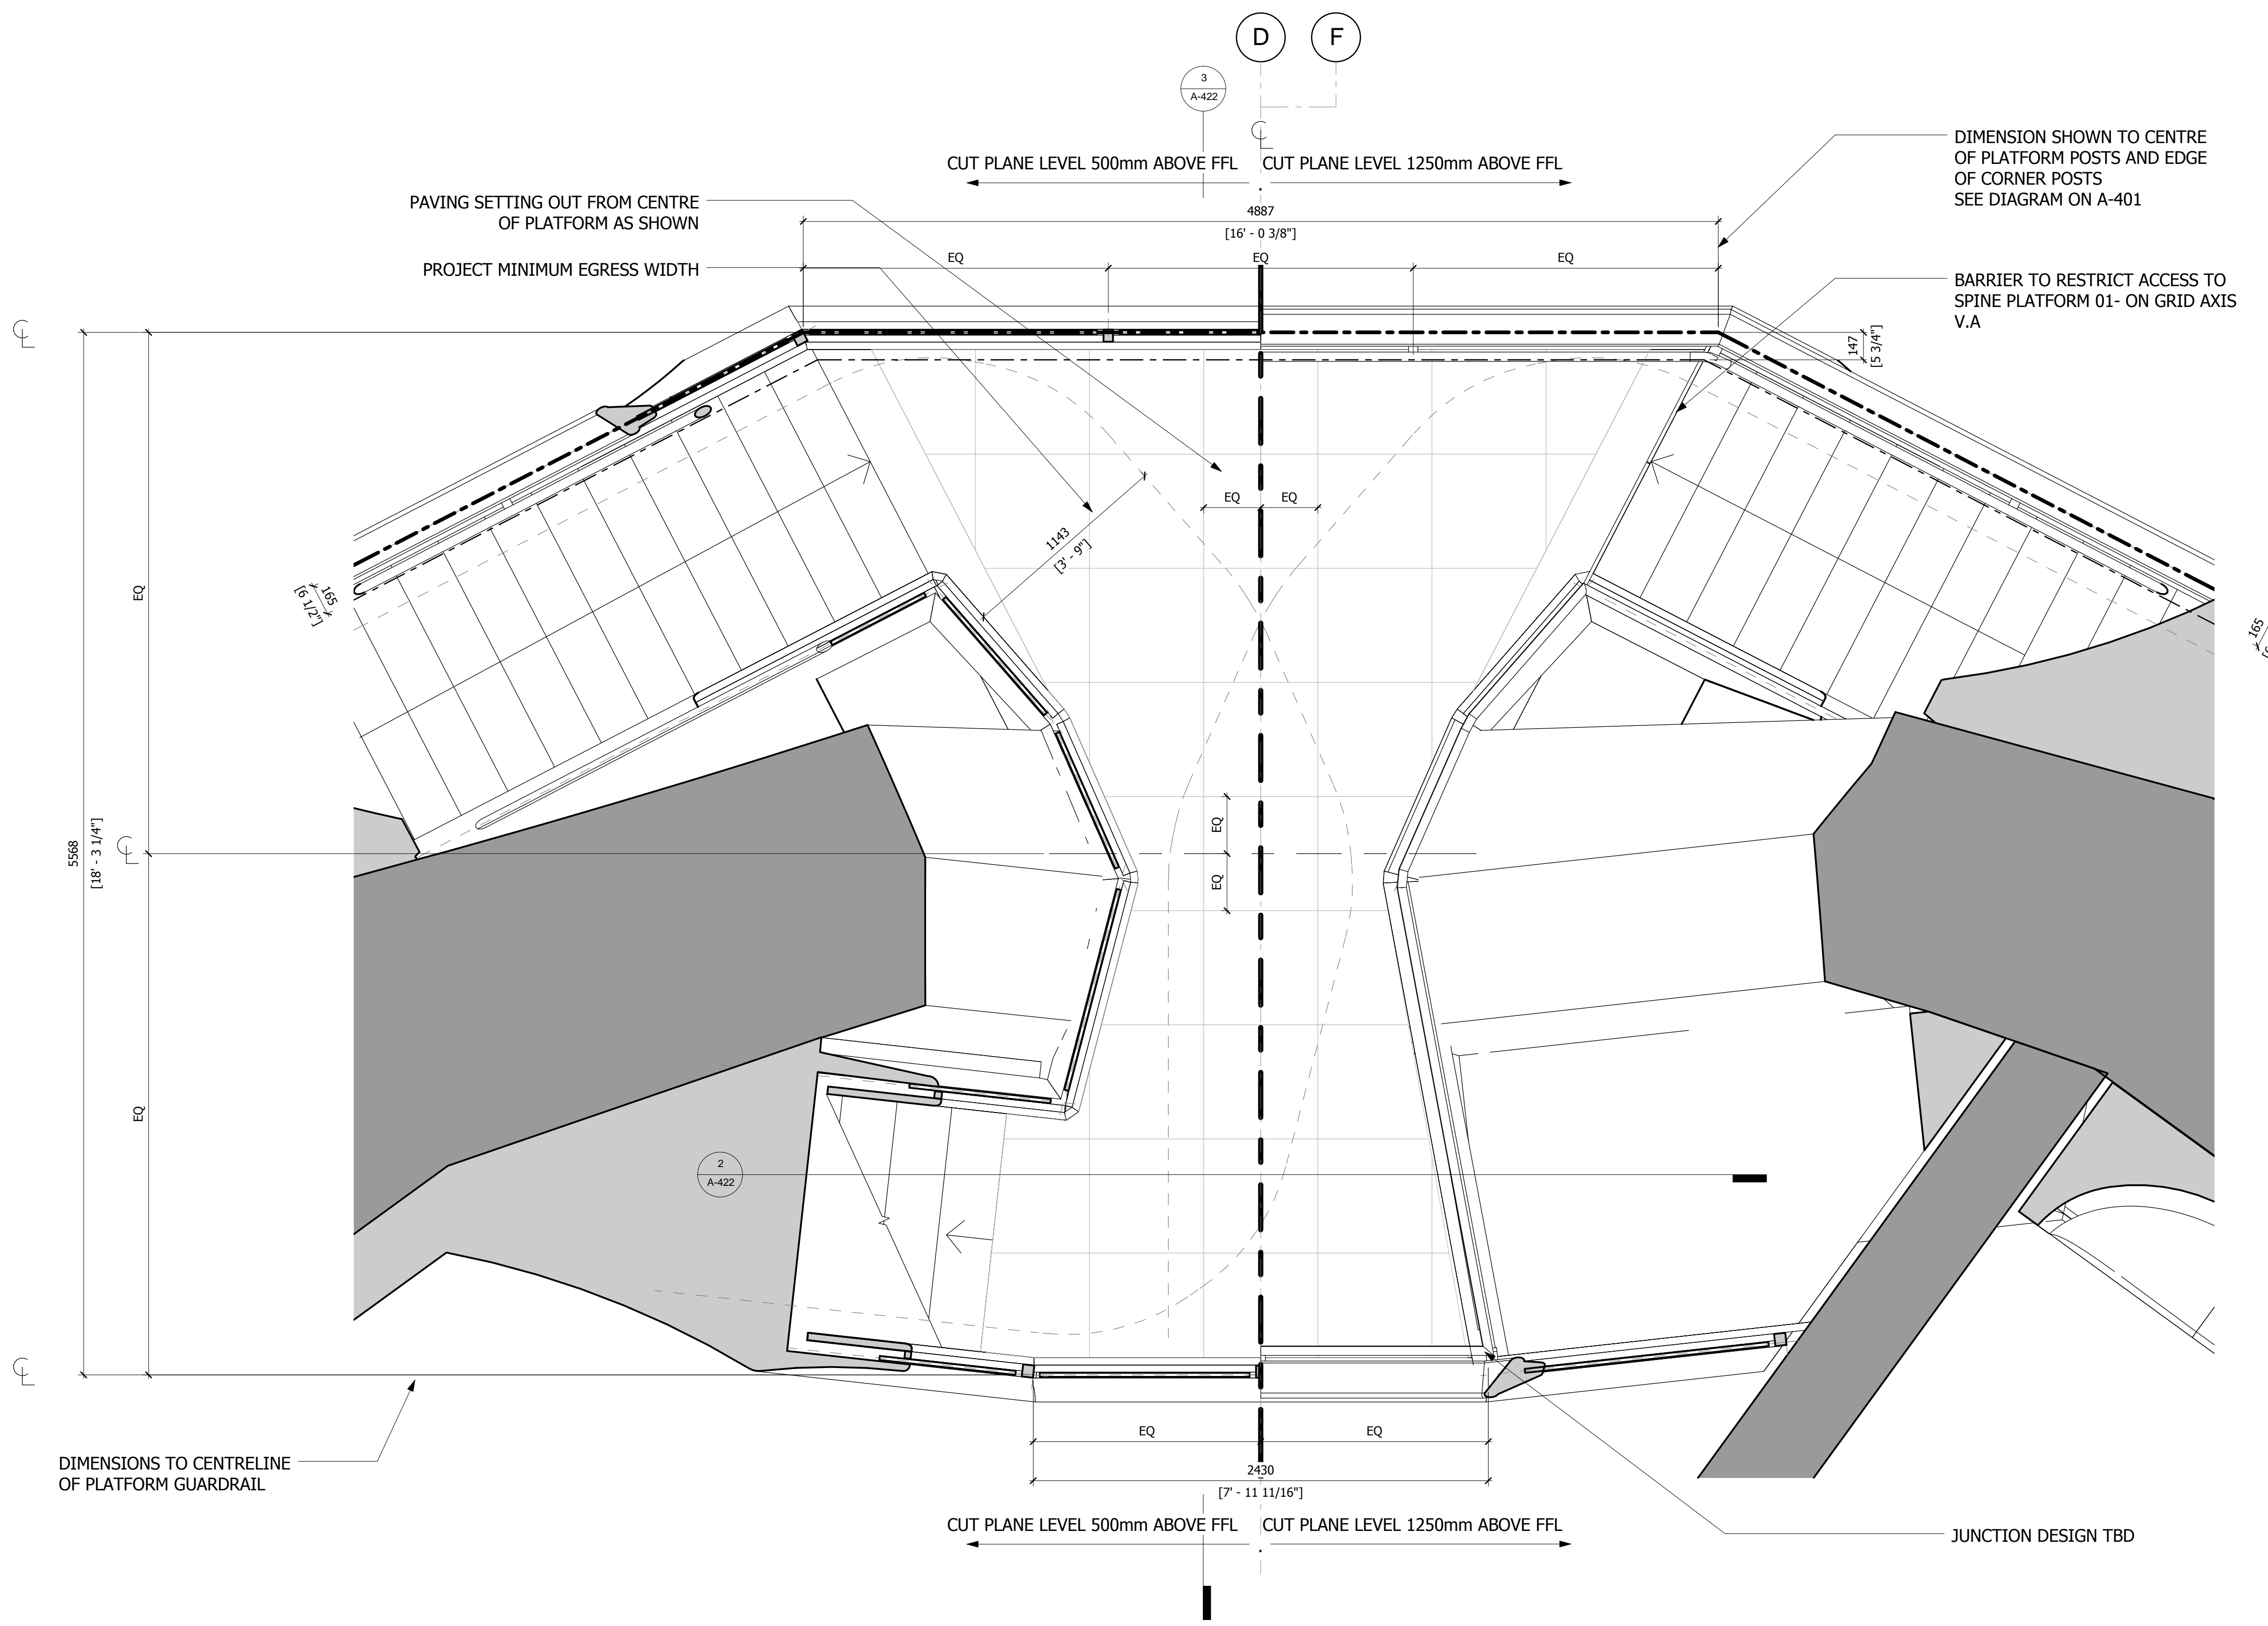 D
F
3
A-422
CL
CUT PLANE LEVEL 500mm ABOVE FFL
CUT PLANE LEVEL 1250mm ABOVE FFL
DIMENSION SHOWN TO CENTRE
OF PLATFORM POSTS AND EDGE
OF CORNER POSTS
SEE DIAGRAM ON A-401
PAVING SETTING OUT FROM CENTRE
OF PLATFORM AS SHOWN
4887
[16' - 0 3/8"]
EQ
EQ
EQ
PROJECT MINIMUM EGRESS WIDTH
BARRIER TO RESTRICT ACCESS TO
SPINE PLATFORM 01- ON GRID AXIS
V.A
CL
147
[5 3/4"]
EQ
EQ
1143
[3' - 9"]
165
[6 1/2"]
EQ
165
EQ
EQ
5568
[18' - 3 1/4"]
CL
EQ
2
A-422
CL
EQ
EQ
2430
[7' - 11 11/16"]
DIMENSIONS TO CENTRELINE
OF PLATFORM GUARDRAIL
CUT PLANE LEVEL 500mm ABOVE FFL
CUT PLANE LEVEL 1250mm ABOVE FFL
JUNCTION DESIGN TBD